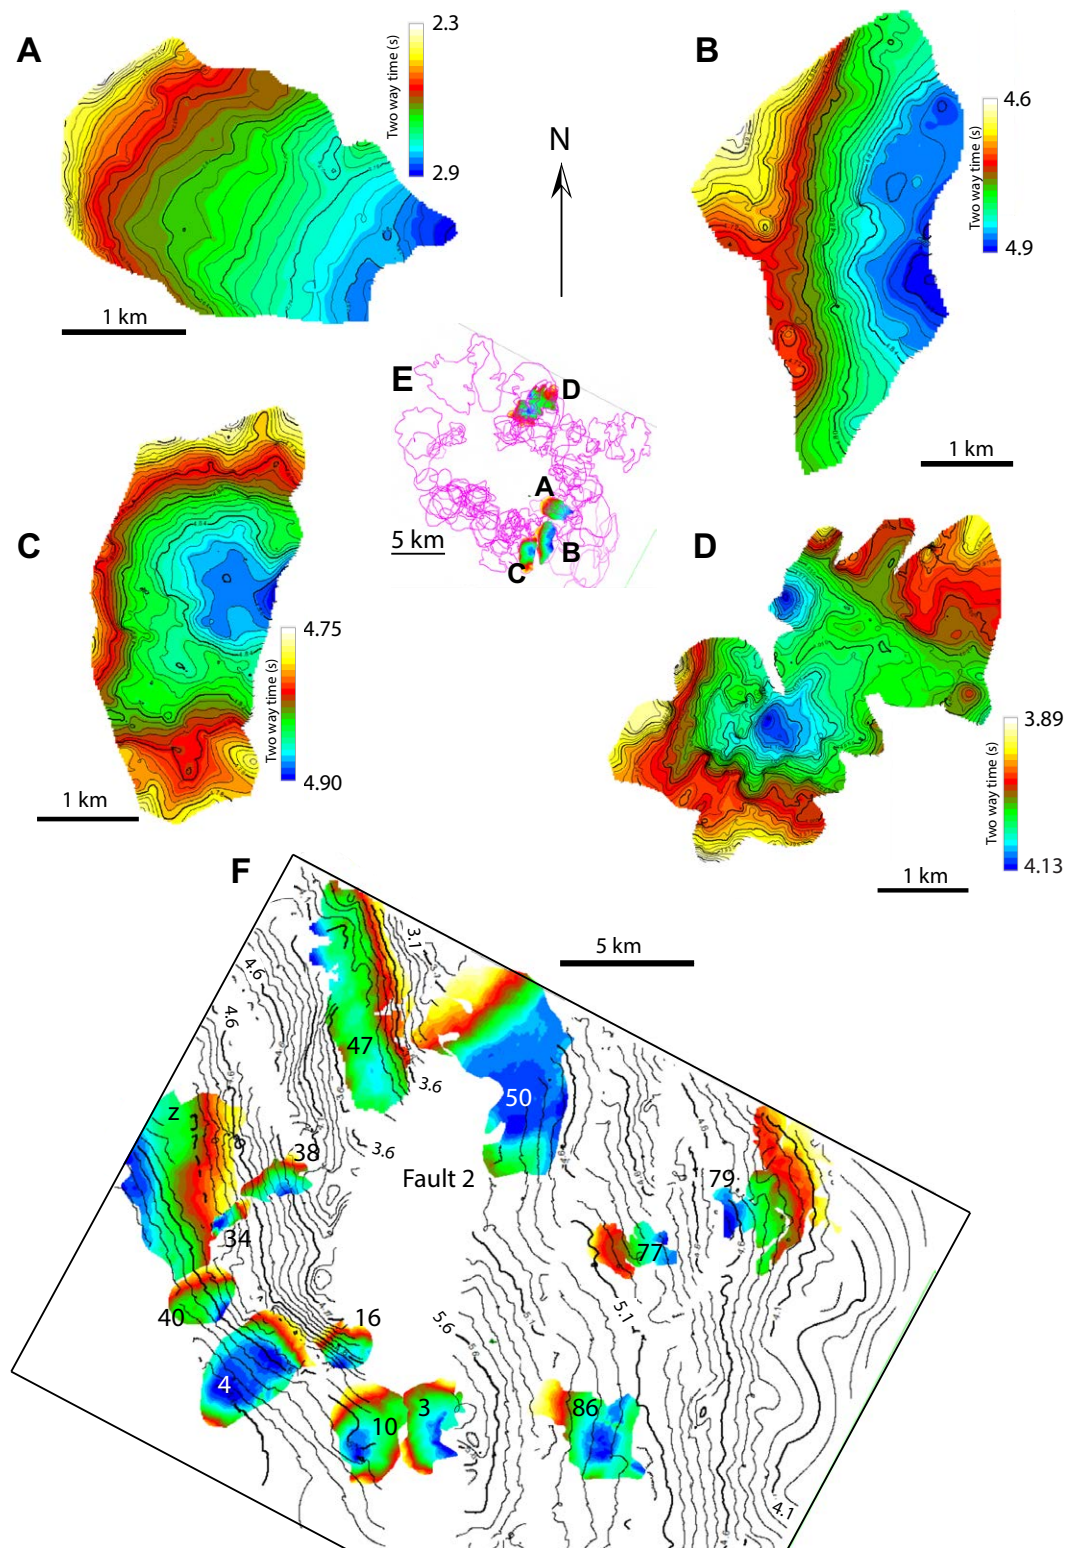 A
2.3
Two way time (s)
2.9
1 km
N
B
4.6
Two way time (s)
4.9
1 km
E
D
A
B
C
5 km
C
4.75
Two way time (s)
4.90
1 km
D
3.89
Two way time (s)
4.13
1 km
F
5 km
3.1
4.6
4.6
47
3.6
50
z
3.6
38
Fault 2
79
34
77
40
5.1
5.6
16
4
10
3
86
4.1